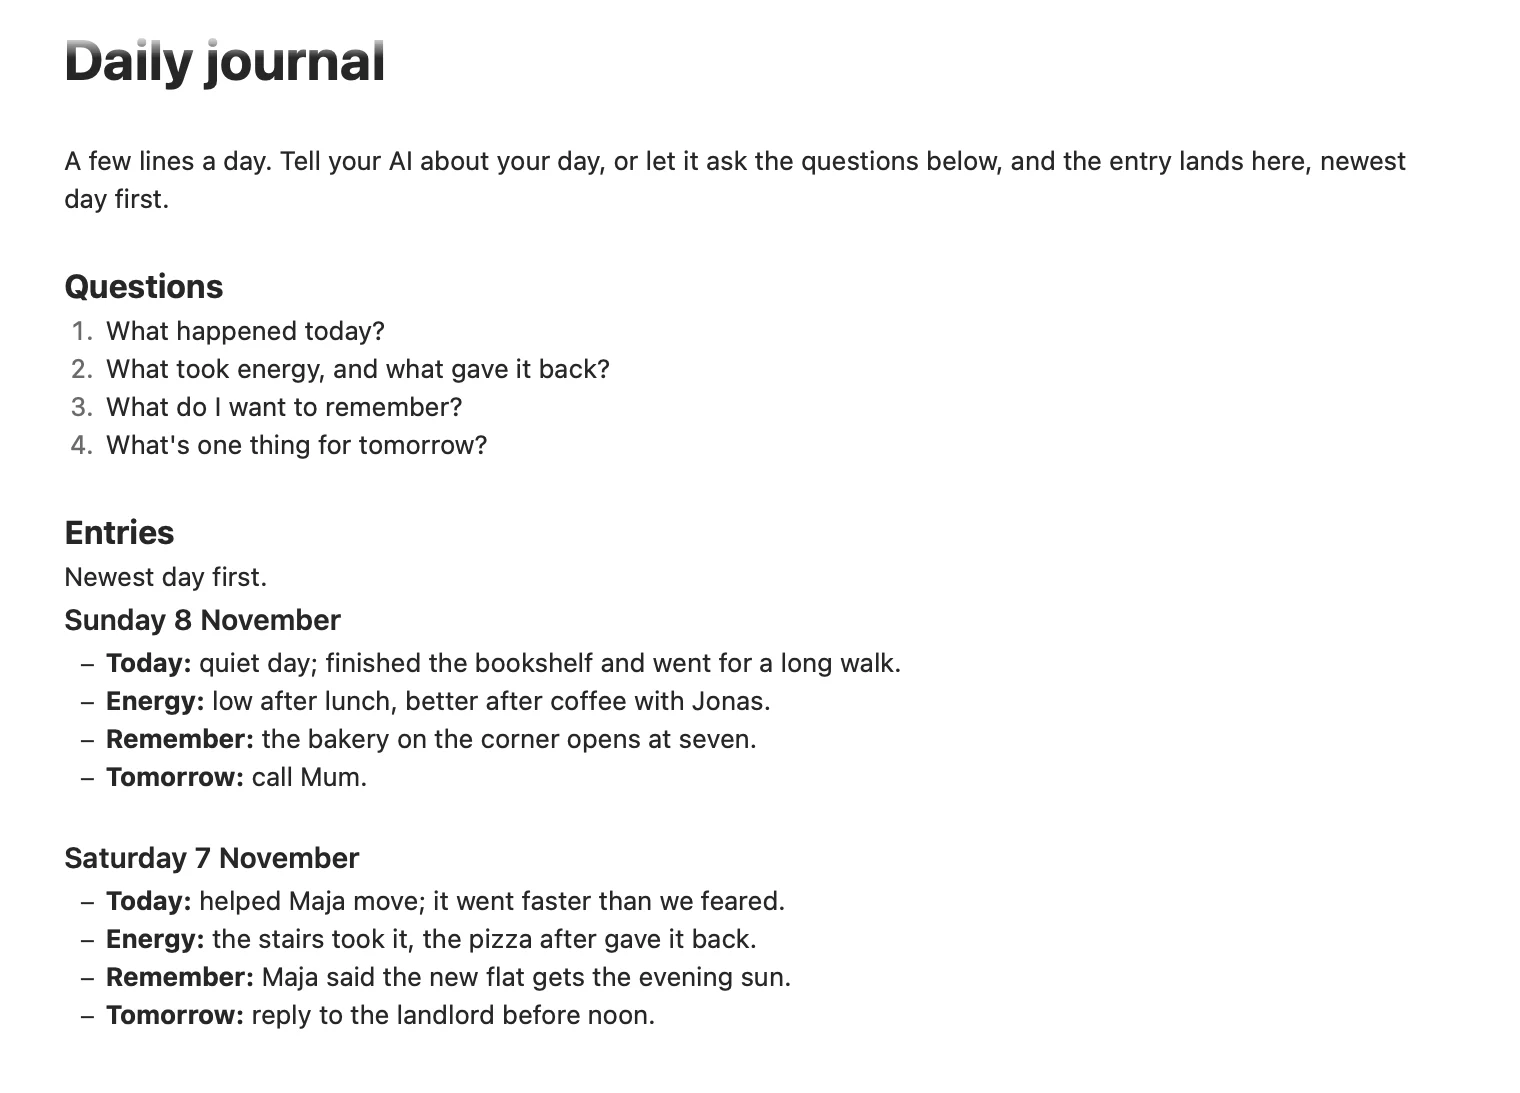 Daily journal
A few lines a day. Tell your AI about your day, or let it ask the questions below, and the entry lands here, newest
day first.
Questions
1. What happened today?
2. What took energy, and what gave it back?
3. What do I want to remember?
4. What's one thing for tomorrow?
Entries
Newest day first.
Sunday 8 November
– Today: quiet day; finished the bookshelf and went for a long walk.
– Energy: low after lunch, better after coffee with Jonas.
– Remember: the bakery on the corner opens at seven.
– Tomorrow: call Mum.
Saturday 7 November
– Today: helped Maja move; it went faster than we feared.
– Energy: the stairs took it, the pizza after gave it back.
– Remember: Maja said the new flat gets the evening sun.
– Tomorrow: reply to the landlord before noon.